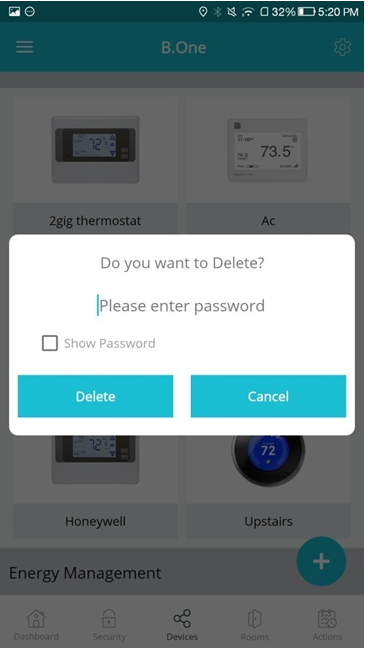 32% 5:20 PM
B.One
72°
73.5°
2gig thermostat
Ac
Do you want to Delete?
Please enter password
Show Password
Delete
Cancel
72°
72
Honeywell
Upstairs
Energy Management
+
Dashboard
Security
Devices
Rooms
Actions